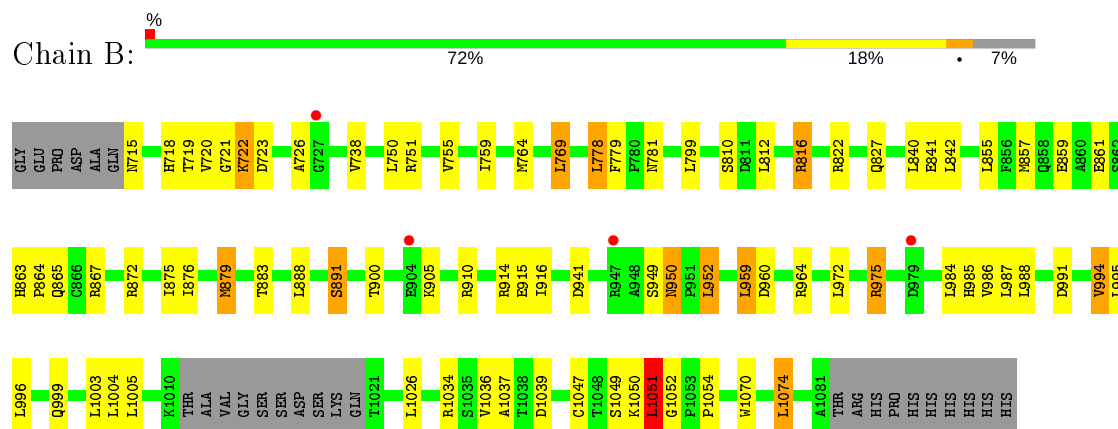 %
Chain B:
72% 18% • 7%
GLY GLU PRO ASP ALA GLN N715 H718 T719 V720 G721 K722 D723 A726 G727 V738 L750 R751 V755 I759 M764 L769 L778 F779 P780 N781 L799 S810 D811 L812 R816 R822 Q827 L840 E841 L842 L855 F856 M857 Q858 E859 A860 E861 S862
H863 P864 Q865 C866 R867 R872 I875 I876 M879 T883 L888 S891 T900 E904 K905 R910 R914 E915 I916 D941 R947 A948 S949 N950 P951 L952 L959 D960 R964 L972 R975 D979 L984 H985 V986 L987 L988 D991 V994 L995
L996 Q999 L1003 L1004 L1005 K1010 THR ALA VAL GLY SER SER ASP SER LYS GLN T1021 L1026 R1034 S1035 V1036 A1037 T1038 D1039 C1047 T1048 S1049 K1050 L1051 G1052 P1053 P1054 W1070 L1074 A1081 THR ARG HIS PRO HIS HIS HIS HIS HIS HIS